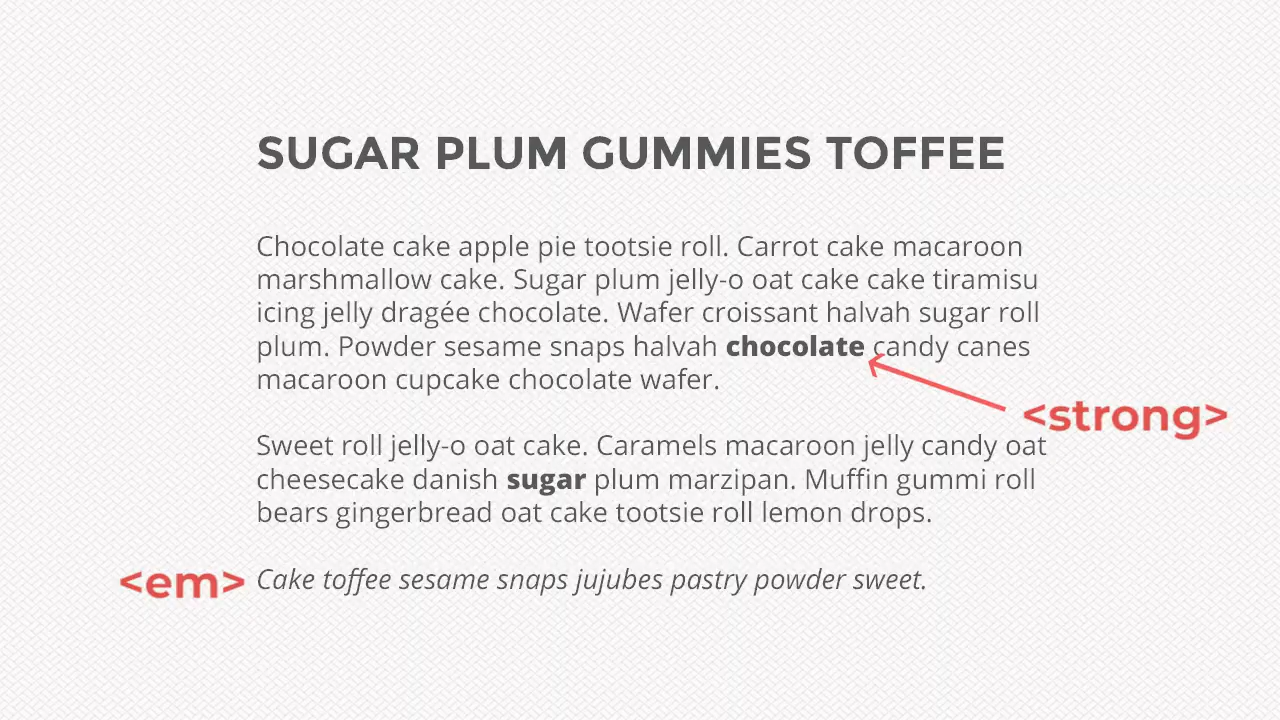 SUGAR PLUM GUMMIES TOFFEE
Chocolate cake apple pie tootsie roll. Carrot cake macaroon
marshmallow cake. Sugar plum jelly-o oat cake cake tiramisu
icing jelly dragée chocolate. Wafer croissant halvah sugar roll
plum. Powder sesame snaps halvah chocolate candy canes
macaroon cupcake chocolate wafer.
<strong>
Sweet roll jelly-o oat cake. Caramels macaroon jelly candy oat
cheesecake danish sugar plum marzipan. Muffin gummi roll
bears gingerbread oat cake tootsie roll lemon drops.
<em> Cake toffee sesame snaps jujubes pastry powder sweet.